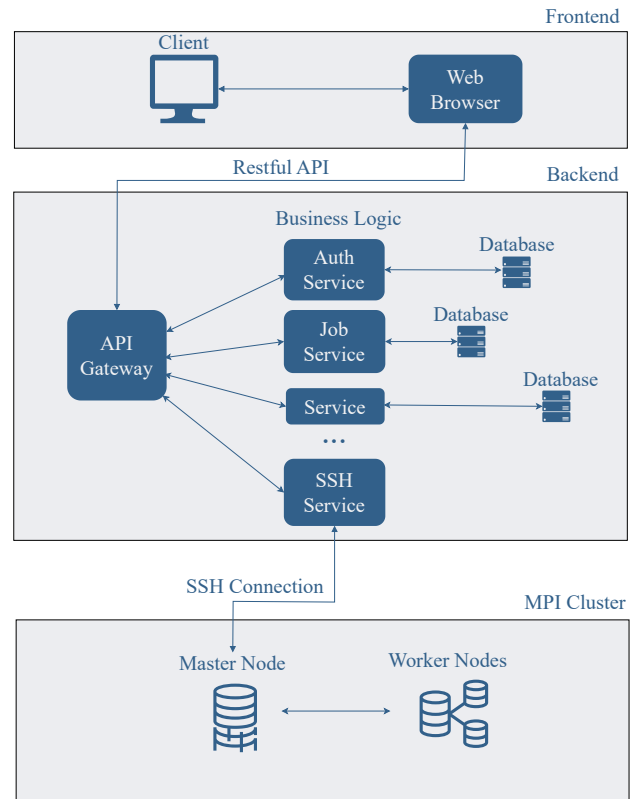 Frontend
Client
Web
Browser
Restful API
Backend
Business Logic
Auth
Service
Database
API
Gateway
Job
Service
Database
Service
Database
...
SSH
Service
SSH Connection
MPI Cluster
Master Node
Worker Nodes